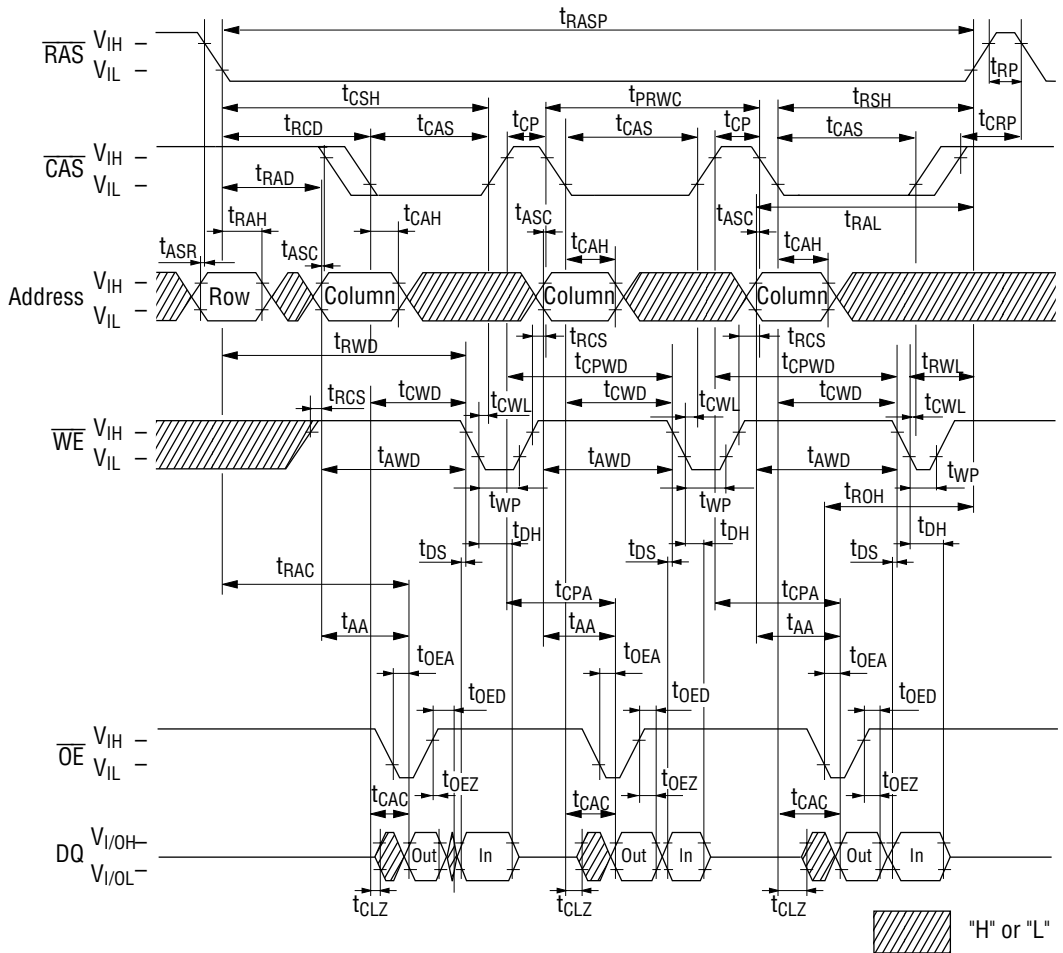 tRASP
RAS
VIH
VIL
tRP
tCSH
tPRWC
tRSH
tRCD
tCAS
tCP
tCAS
tCP
tCAS
tCRP
CAS
VIH
VIL
tRAD
tRAL
tRAH
tCAH
tASC
tASC
tASR
tASC
tCAH
tCAH
Address
VIH
VIL
Row
Column
Column
Column
tRWD
tRCS
tRCS
tCPWD
tCPWD
tRWL
tRCS
tCWD
tCWL
tCWD
tCWL
tCWD
tCWL
WE
VIH
VIL
tAWD
tAWD
tAWD
tWP
tWP
tWP
tROH
tDH
tDH
tDH
tDS
tDS
tDS
tRAC
tCPA
tCPA
tAA
tAA
tAA
tOEA
tOEA
tOEA
tOED
tOED
tOED
OE
VIH
VIL
tOEZ
tOEZ
tOEZ
tCAC
tCAC
tCAC
DQ
VI/OH
VI/OL
Out
In
Out
In
Out
In
tCLZ
tCLZ
tCLZ
"H" or "L"